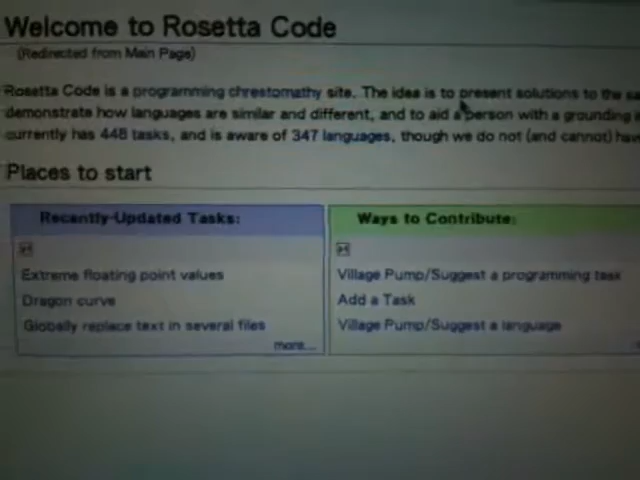 Welcome to Rosetta Code
(Redirected from Main Page)
Rosetta Code is a programming chrestomathy site. The idea is to present solutions to the
demonstrate how languages are similar and different, and to aid a person with a grounding
currently has 448 tasks, and is aware of 347 languages, though we do not (and cannot)
Places to start
Recently-Updated Tasks:
Extreme floating point values
Dragon curve
Globally replace text in several files
more...
Ways to Contribute:
Village Pump/Suggest a programming task
Add a Task
Village Pump/Suggest a language